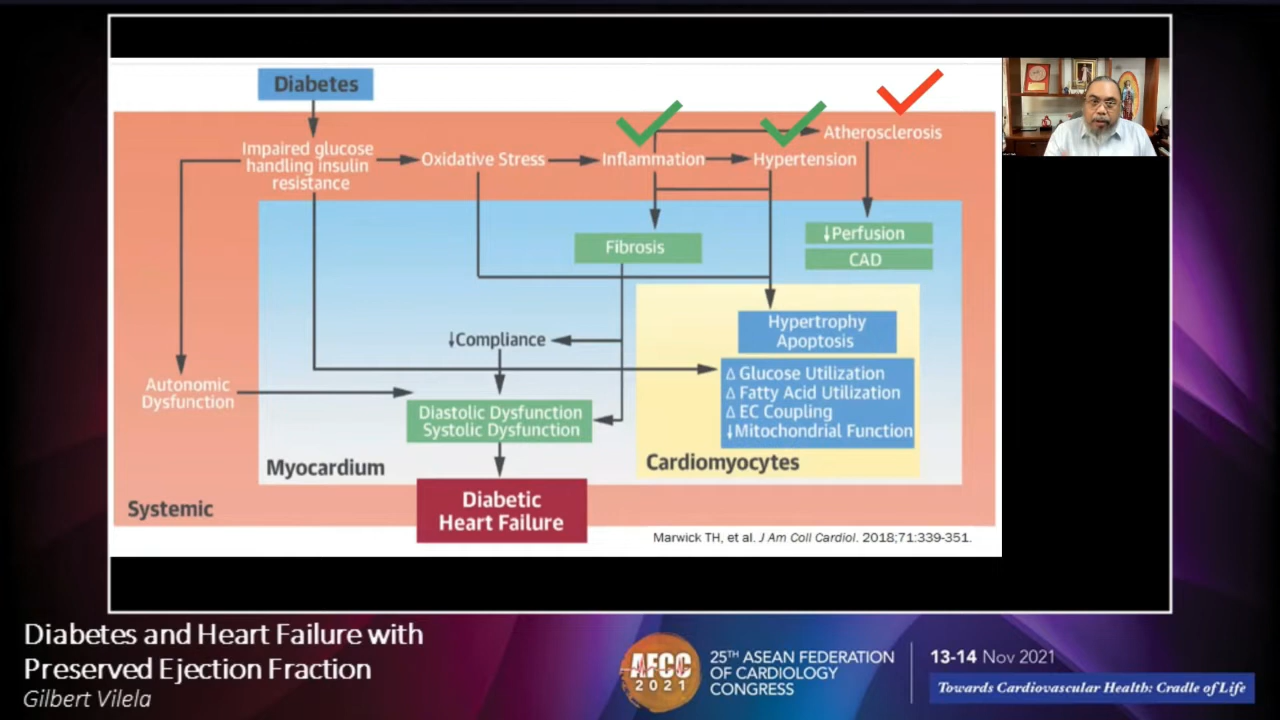 Diabetes
Impaired glucose
handling insulin
resistance
Oxidative Stress
Inflammation
Hypertension
Atherosclerosis
Fibrosis
↓Perfusion
CAD
↓Compliance
Hypertrophy
Apoptosis
Autonomic
Dysfunction
Δ Glucose Utilization
Δ Fatty Acid Utilization
Δ EC Coupling
↓Mitochondrial Function
Diastolic Dysfunction
Systolic Dysfunction
Myocardium
Cardiomyocytes
Systemic
Diabetic
Heart Failure
Marwick TH, et al. J Am Coll Cardiol. 2018;71:339-351.
Diabetes and Heart Failure with
Preserved Ejection Fraction
Gilbert Vilela
AFCC
2021
25TH ASEAN FEDERATION
OF CARDIOLOGY
CONGRESS
13-14 Nov 2021
Towards Cardiovascular Health: Cradle of Life